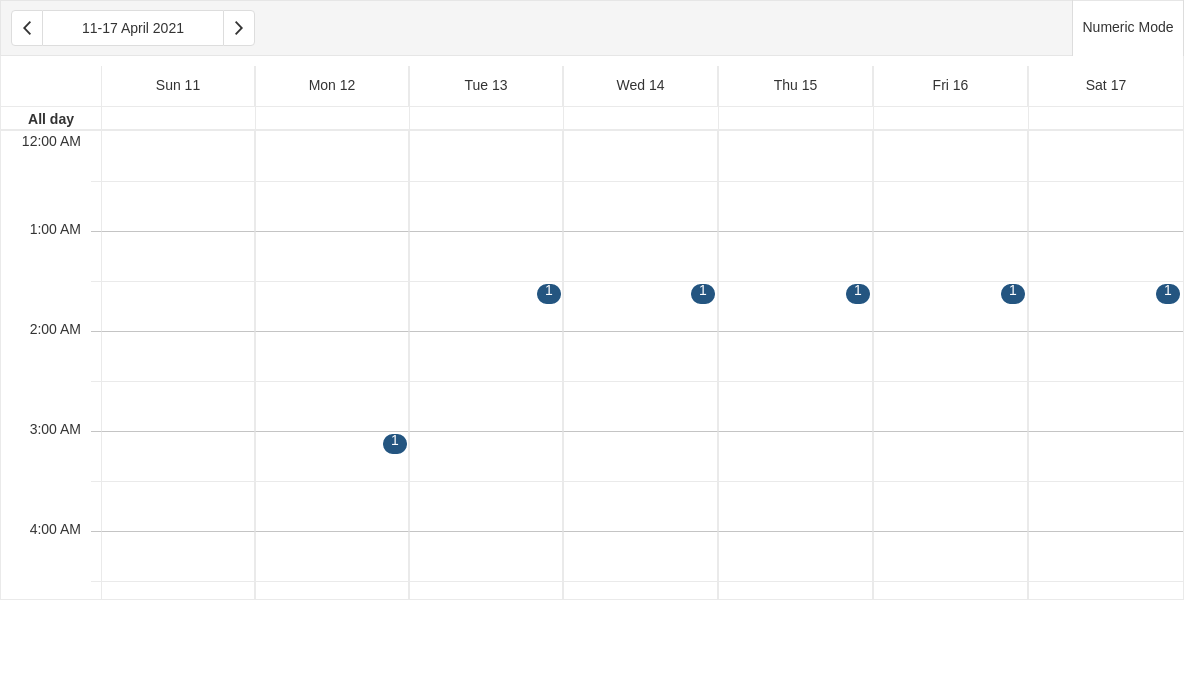 11-17 April 2021
Numeric Mode
Sun 11 Mon 12 Tue 13 Wed 14 Thu 15 Fri 16 Sat 17
All day
12:00 AM
1:00 AM
1 1 1 1 1
2:00 AM
3:00 AM
1
4:00 AM